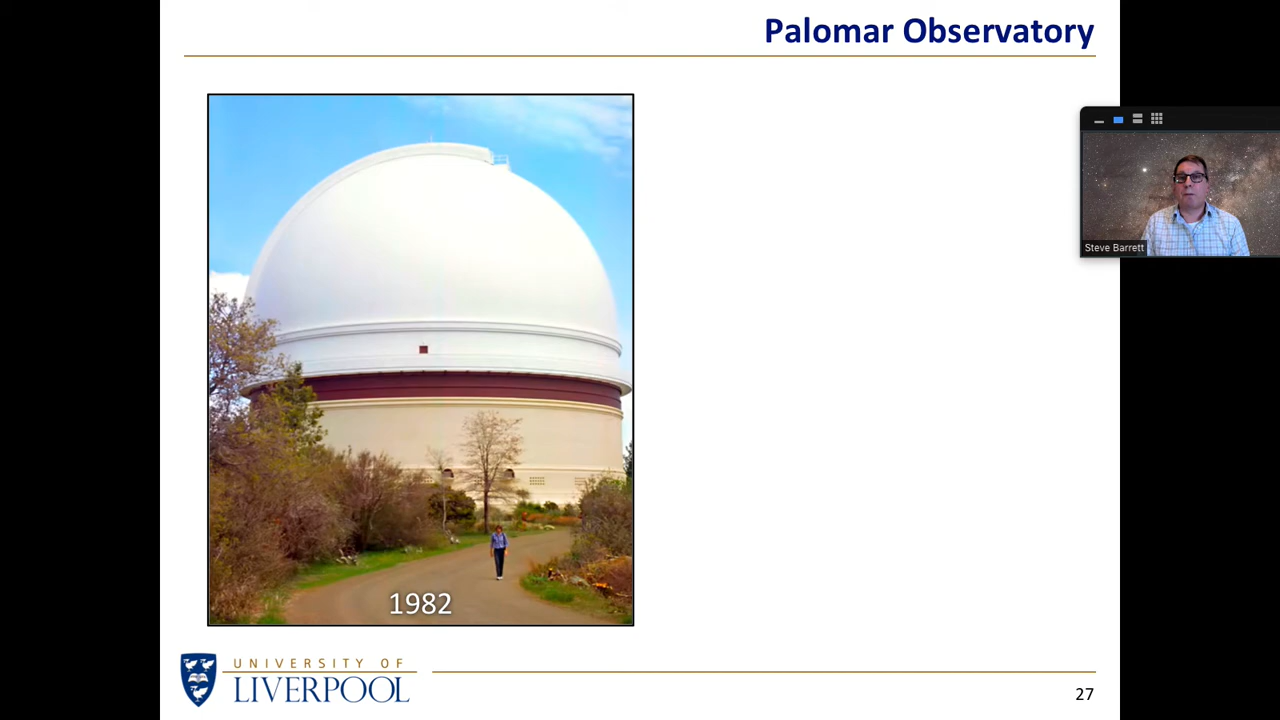 Palomar Observatory
Steve Barrett
1982
UNIVERSITY OF
LIVERPOOL
27